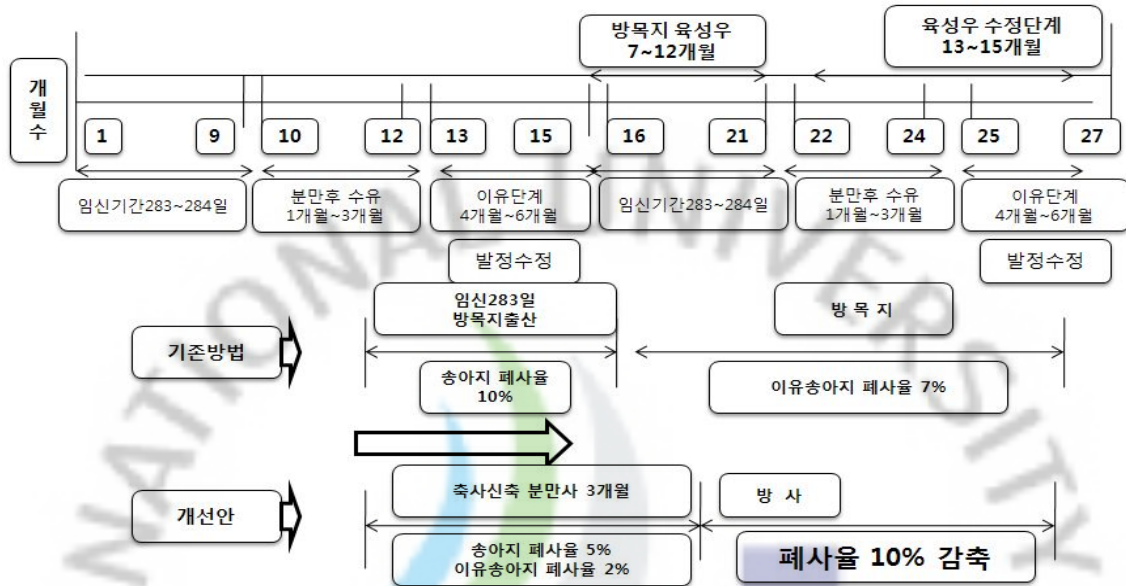 방목지 육성우
7~12개월
육성우 수정단계
13~15개월
개
월
수
1
9
10
12
13
15
16
21
22
24
25
27
임신기간283~284일
분만후 수유
1개월~3개월
이유단계
4개월~6개월
임신기간283~284일
분만후 수유
1개월~3개월
이유단계
4개월~6개월
발정수정
발정수정
임신283일
방목지출산
방 목 지
기존방법
송아지 폐사율
10%
이유송아지 폐사율 7%
축사신축 분만사 3개월
방 사
개선안
송아지 폐사율 5%
이유송아지 폐사율 2%
폐사율 10% 감축
NATIONAL UNIVERSITY